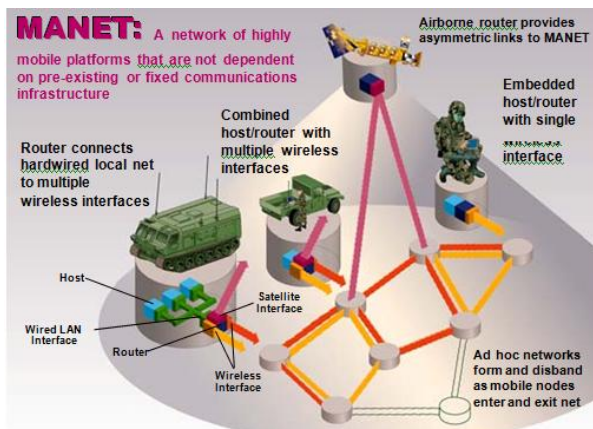 MANET: A network of highly
mobile platforms that are not dependent
on pre-existing or fixed communications
infrastructure
Airborne router provides
asymmetric links to MANET
Embedded
host/router
with single
interface
Combined
host/router with
multiple wireless
interfaces
Router connects
hardwired local net
to multiple
wireless interfaces
Host
Wired LAN
Interface
Router
Satellite
Interface
Wireless
Interface
Ad hoc networks
form and disband
as mobile nodes
enter and exit net